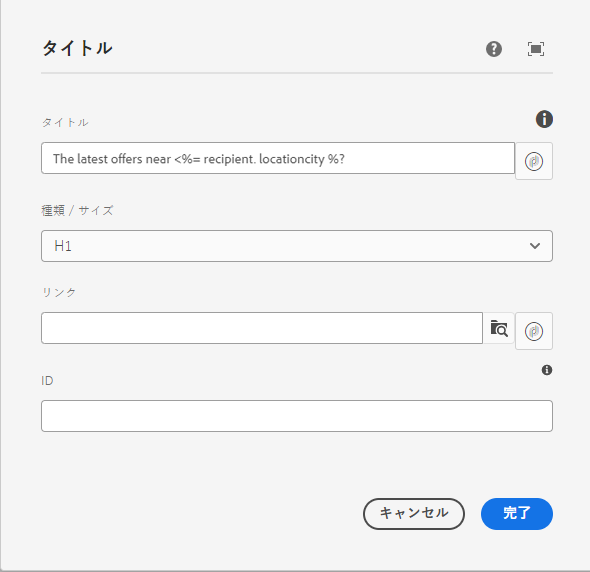 タイトル
タイトル
The latest offers near <%= recipient. locationcity %?
種類 / サイズ
H1
リンク
ID
キャンセル
完了